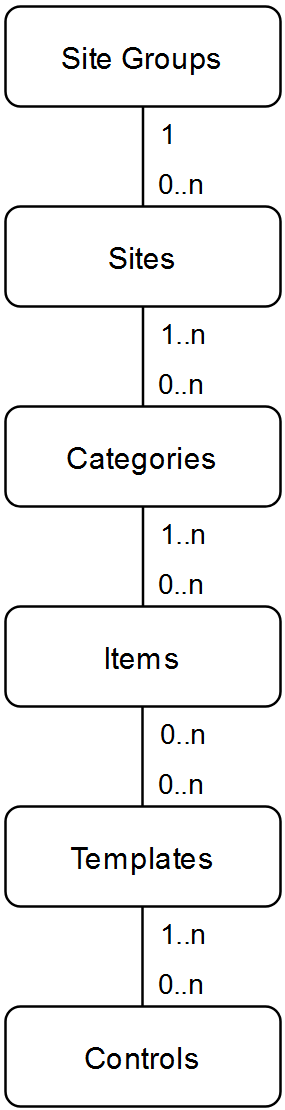 Site Groups
1
0..n
Sites
1..n
0..n
Categories
1..n
0..n
Items
0..n
0..n
Templates
1..n
0..n
Controls